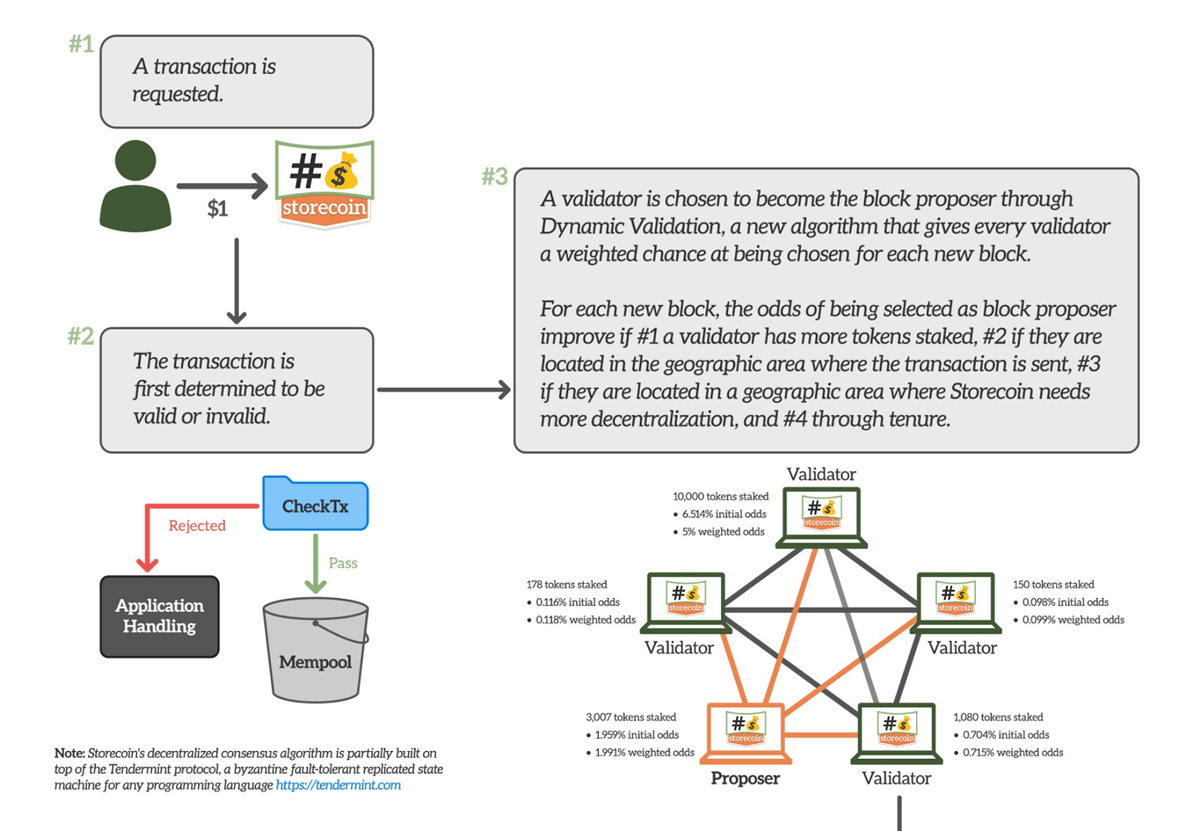 #1
A transaction is
requested.
$1
#$
storecoin
#2
The transaction is
first determined to be
valid or invalid.
#3
A validator is chosen to become the block proposer through
Dynamic Validation, a new algorithm that gives every validator
a weighted chance at being chosen for each new block.
For each new block, the odds of being selected as block proposer
improve if #1 a validator has more tokens staked, #2 if they are
located in the geographic area where the transaction is sent, #3
if they are located in a geographic area where Storecoin needs
more decentralization, and #4 through tenure.
CheckTx
Rejected
Pass
Application
Handling
Mempool
Note: Storecoin's decentralized consensus algorithm is partially built on
top of the Tendermint protocol, a byzantine fault-tolerant replicated state
machine for any programming language https://tendermint.com
Validator
10,000 tokens staked
• 6.514% initial odds
• 5% weighted odds
#$
storecoin
178 tokens staked
• 0.116% initial odds
• 0.118% weighted odds
#$
storecoin
Validator
150 tokens staked
• 0.098% initial odds
• 0.099% weighted odds
#$
storecoin
Validator
3,007 tokens staked
• 1.959% initial odds
• 1.991% weighted odds
#$
storecoin
Proposer
1,080 tokens staked
• 0.704% initial odds
• 0.715% weighted odds
#$
storecoin
Validator